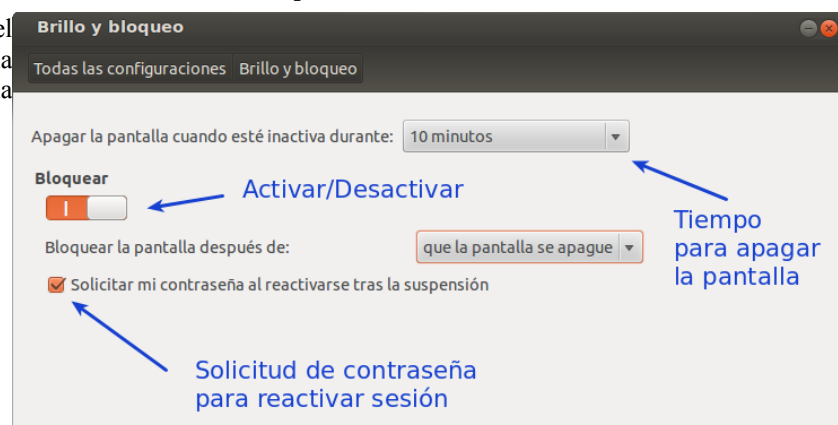 el
Brillo y bloqueo
a
Todas las configuraciones Brillo y bloqueo
a
Apagar la pantalla cuando esté inactiva durante: 10 minutos
Bloquear
Activar/Desactivar
Tiempo
para apagar
la pantalla
Bloquear la pantalla después de: que la pantalla se apague
Solicitar mi contraseña al reactivarse tras la suspensión
Solicitud de contraseña
para reactivar sesión